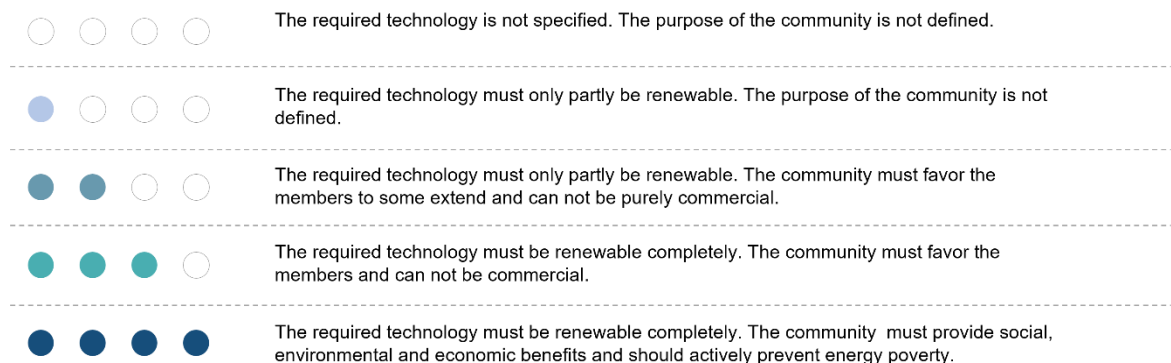 The required technology is not specified. The purpose of the community is not defined.
The required technology must only partly be renewable. The purpose of the community is not
defined.
The required technology must only partly be renewable. The community must favor the
members to some extend and can not be purely commercial.
The required technology must be renewable completely. The community must favor the
members and can not be commercial.
The required technology must be renewable completely. The community  must provide social,
environmental and economic benefits and should actively prevent energy poverty.